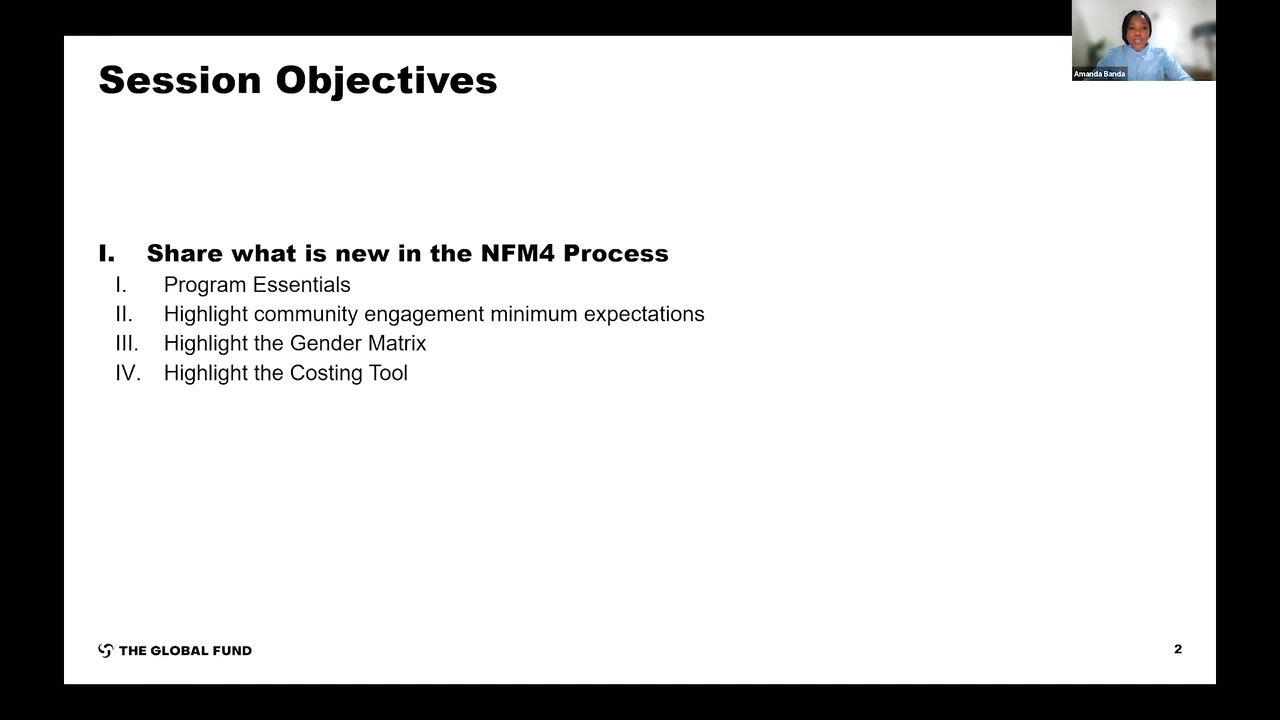 Session Objectives
Amanda Banda
I. Share what is new in the NFM4 Process
I. Program Essentials
II. Highlight community engagement minimum expectations
III. Highlight the Gender Matrix
IV. Highlight the Costing Tool
THE GLOBAL FUND
2